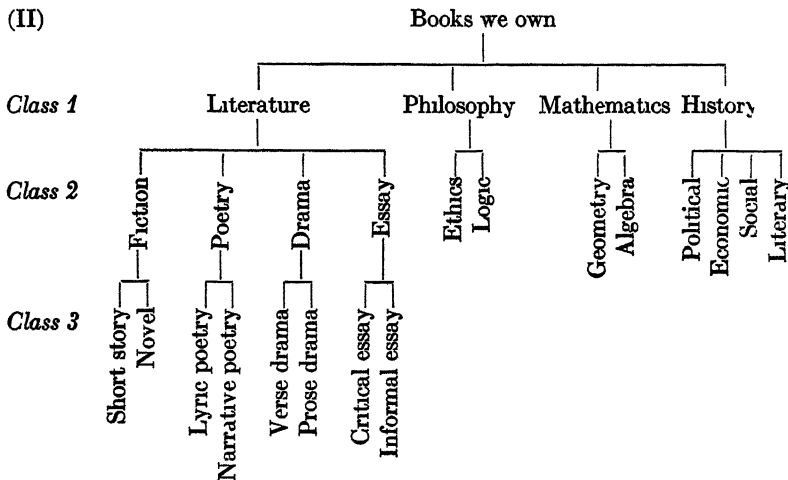 (II) Books we own
Class 1 Literature Philosophy Mathematics History
Class 2 Fiction Poetry Drama Essay Ethics Logic Geometry Algebra Political Economic Social Literary
Class 3 Short story Novel Lyric poetry Narrative poetry Verse drama Prose drama Critical essay Informal essay